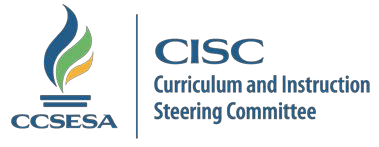 CCSESA
CISC
Curriculum and Instruction
Steering Committee